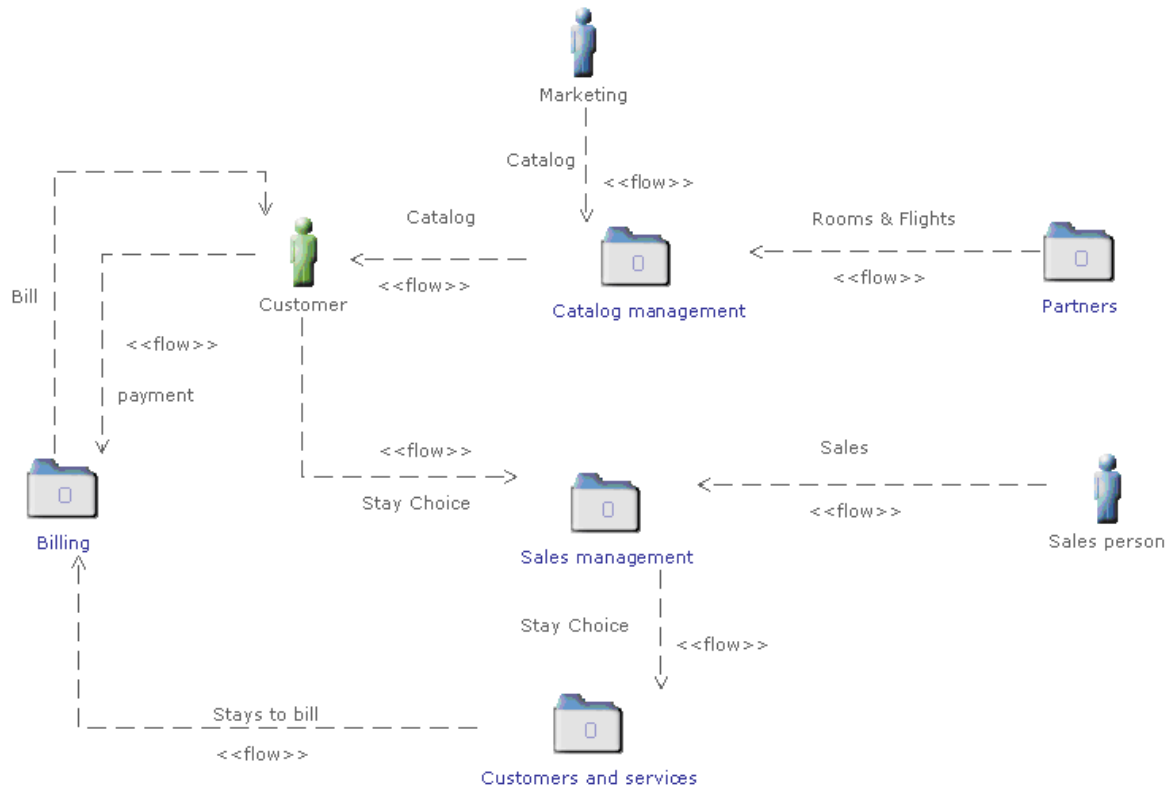 Marketing
Catalog
<<flow>>
Catalog
Rooms & Flights
<<flow>>
<<flow>>
Bill
Customer
Catalog management
Partners
<<flow>>
payment
<<flow>>
Sales
Stay Choice
<<flow>>
Billing
Sales management
Sales person
Stay Choice
<<flow>>
Stays to bill
<<flow>>
Customers and services